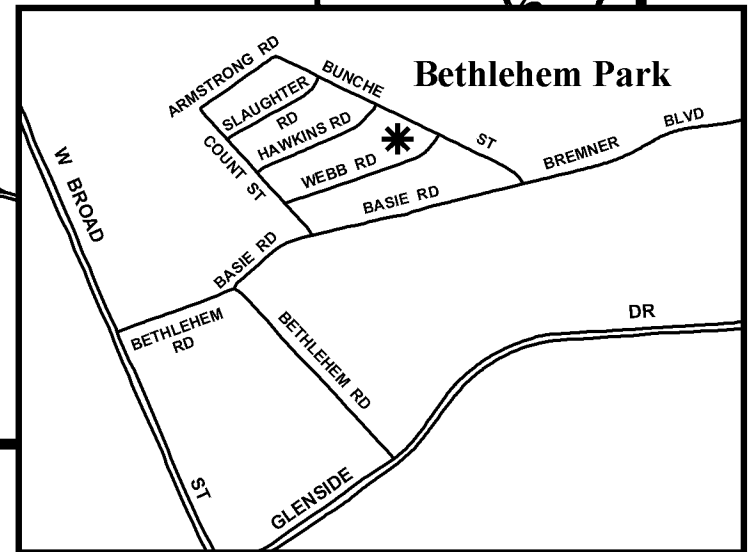 Bethlehem Park
ARMSTRONG RD
BUNCHE
ST
SLAUGHTER
RD
HAWKINS RD
WEBB RD
COUNT ST
BREMNER
BLVD
BASIE RD
BASIE RD
W BROAD
ST
BETHLEHEM
RD
BETHLEHEM RD
GLENSIDE
DR